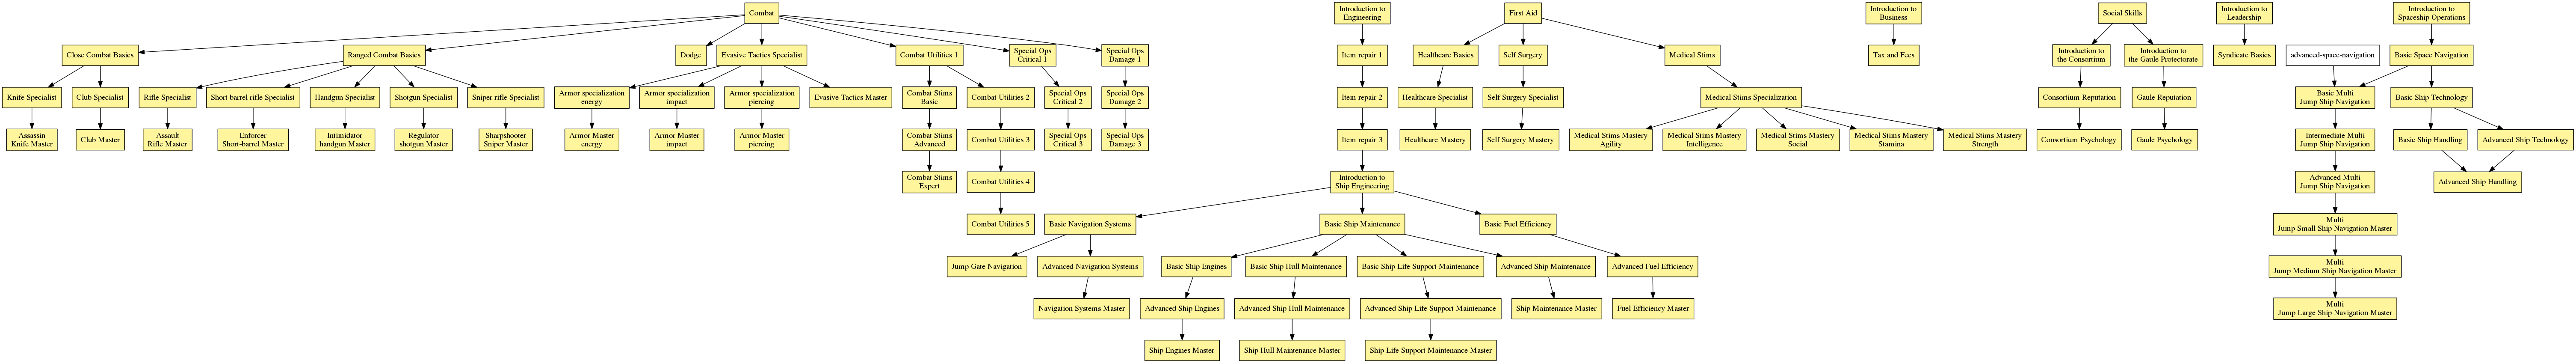 Combat
Introduction to
Engineering
First Aid
Introduction to
Business
Social Skills
Introduction to
Leadership
Introduction to
Spaceship Operations
Close Combat Basics
Ranged Combat Basics
Dodge
Evasive Tactics Specialist
Combat Utilities 1
Special Ops
Critical 1
Special Ops
Damage 1
Item repair 1
Healthcare Basics
Self Surgery
Medical Stims
Tax and Fees
Introduction to
the Consortium
Introduction to
the Gaule Protectorate
Syndicate Basics
advanced-space-navigation
Basic Space Navigation
Knife Specialist
Club Specialist
Rifle Specialist
Short barrel rifle Specialist
Handgun Specialist
Shotgun Specialist
Sniper rifle Specialist
Armor specialization
energy
Armor specialization
impact
Armor specialization
piercing
Evasive Tactics Master
Combat Stims
Basic
Combat Utilities 2
Special Ops
Critical 2
Special Ops
Damage 2
Item repair 2
Healthcare Specialist
Self Surgery Specialist
Medical Stims Specialization
Consortium Reputation
Gaule Reputation
Basic Multi
Jump Ship Navigation
Basic Ship Technology
Assassin
Knife Master
Club Master
Assault
Rifle Master
Enforcer
Short-barrel Master
Intimidator
handgun Master
Regulator
shotgun Master
Sharpshooter
Sniper Master
Armor Master
energy
Armor Master
impact
Armor Master
piercing
Combat Stims
Advanced
Combat Utilities 3
Special Ops
Critical 3
Special Ops
Damage 3
Item repair 3
Healthcare Mastery
Self Surgery Mastery
Medical Stims Mastery
Agility
Medical Stims Mastery
Intelligence
Medical Stims Mastery
Social
Medical Stims Mastery
Stamina
Medical Stims Mastery
Strength
Consortium Psychology
Gaule Psychology
Intermediate Multi
Jump Ship Navigation
Basic Ship Handling
Advanced Ship Technology
Combat Stims
Expert
Combat Utilities 4
Introduction to
Ship Engineering
Advanced Multi
Jump Ship Navigation
Advanced Ship Handling
Combat Utilities 5
Basic Navigation Systems
Basic Ship Maintenance
Basic Fuel Efficiency
Multi
Jump Small Ship Navigation Master
Jump Gate Navigation
Advanced Navigation Systems
Basic Ship Engines
Basic Ship Hull Maintenance
Basic Ship Life Support Maintenance
Advanced Ship Maintenance
Advanced Fuel Efficiency
Multi
Jump Medium Ship Navigation Master
Navigation Systems Master
Advanced Ship Engines
Advanced Ship Hull Maintenance
Advanced Ship Life Support Maintenance
Ship Maintenance Master
Fuel Efficiency Master
Multi
Jump Large Ship Navigation Master
Ship Engines Master
Ship Hull Maintenance Master
Ship Life Support Maintenance Master